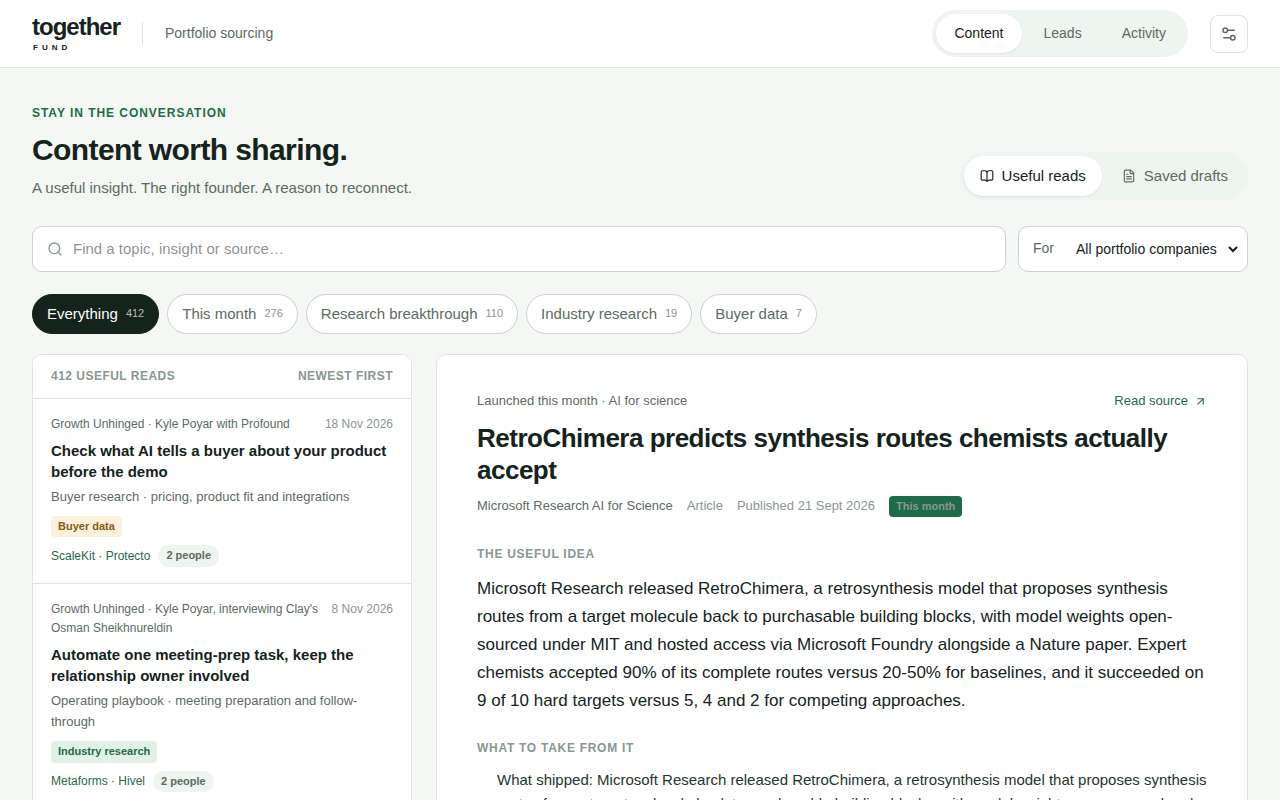 together
FUND
Portfolio sourcing
Content
Leads
Activity
STAY IN THE CONVERSATION
Content worth sharing.
A useful insight. The right founder. A reason to reconnect.
Useful reads
Saved drafts
Find a topic, insight or source…
For
All portfolio companies
Everything 412
This month 276
Research breakthrough 110
Industry research 19
Buyer data 7
412 USEFUL READS
NEWEST FIRST
Growth Unhinged · Kyle Poyar with Profound
18 Nov 2026
Check what AI tells a buyer about your product
before the demo
Buyer research · pricing, product fit and integrations
Buyer data
ScaleKit · Protecto
2 people
Growth Unhinged · Kyle Poyar, interviewing Clay's
Osman Sheikhnureldin
8 Nov 2026
Automate one meeting-prep task, keep the
relationship owner involved
Operating playbook · meeting preparation and follow-
through
Industry research
Metaforms · Hivel
2 people
Launched this month · AI for science
Read source
RetroChimera predicts synthesis routes chemists actually
accept
Microsoft Research AI for Science
Article
Published 21 Sept 2026
This month
THE USEFUL IDEA
Microsoft Research released RetroChimera, a retrosynthesis model that proposes synthesis
routes from a target molecule back to purchasable building blocks, with model weights open-
sourced under MIT and hosted access via Microsoft Foundry alongside a Nature paper. Expert
chemists accepted 90% of its complete routes versus 20-50% for baselines, and it succeeded on
9 of 10 hard targets versus 5, 4 and 2 for competing approaches.
WHAT TO TAKE FROM IT
What shipped: Microsoft Research released RetroChimera, a retrosynthesis model that proposes synthesis